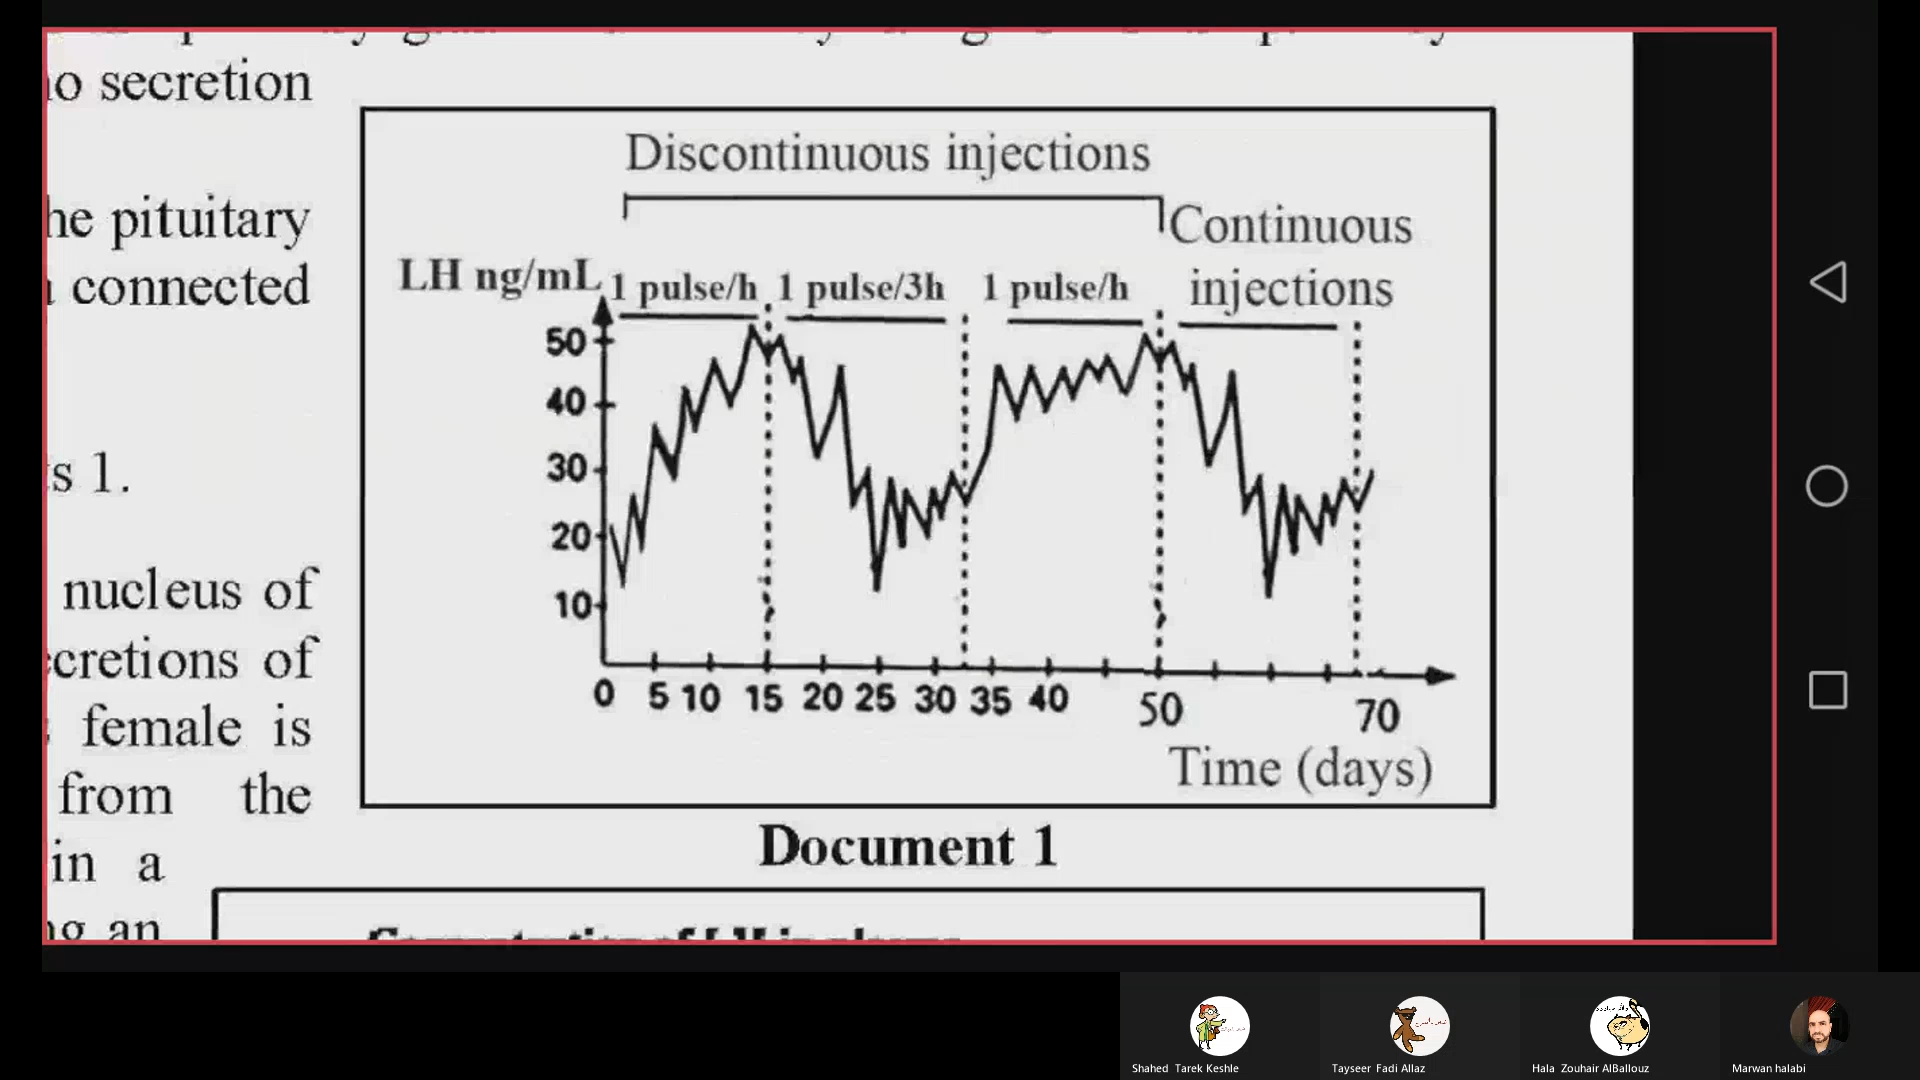 o secretion
he pituitary
connected
s 1.
nucleus of
cretions of
female is
from the
in a
ng an
Discontinuous injections
Continuous
injections
LH ng/mL
1 pulse/h
1 pulse/3h
1 pulse/h
50
40
30
20
10
0 5 10 15 20 25 30 35 40 50 70
Time (days)
Document 1
Shahed Tarek Keshle
Tayseer Fadi Allaz
Hala Zouhair AlBallouz
Marwan halabi